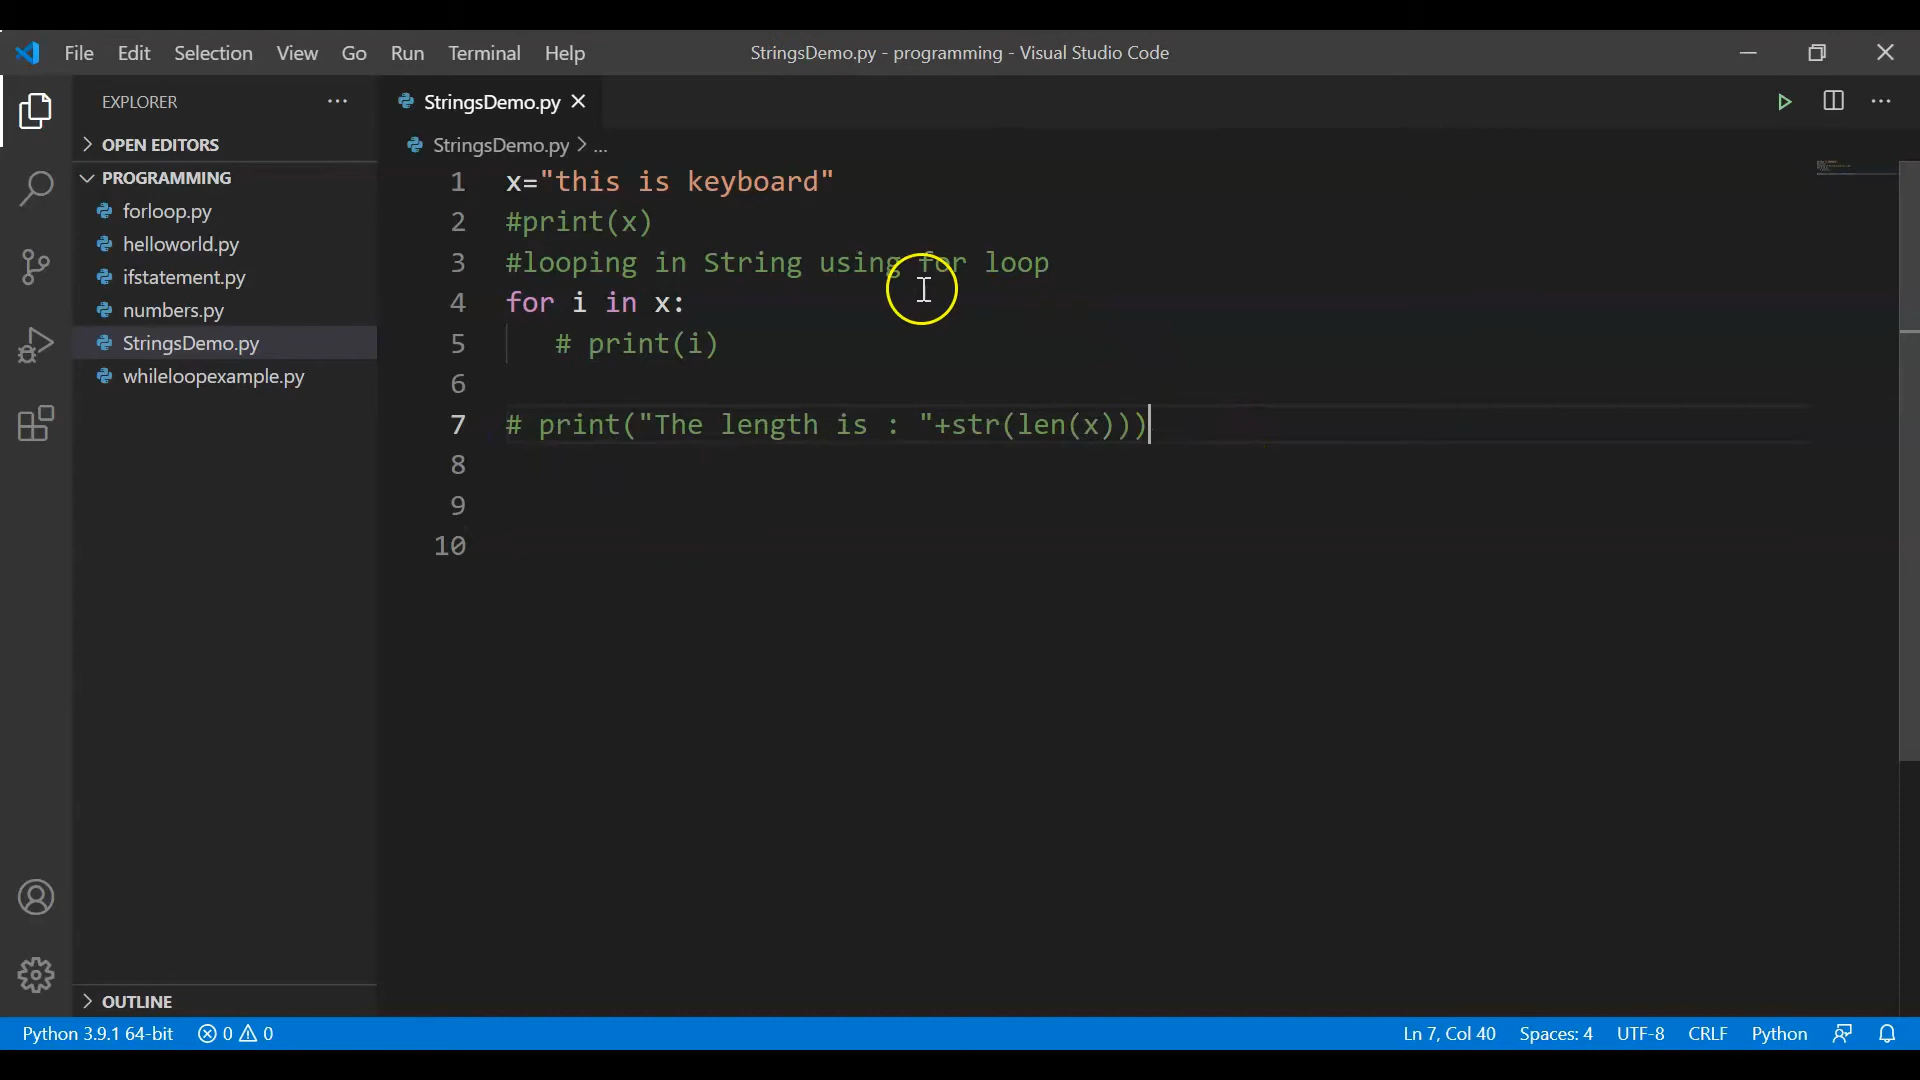 File Edit Selection View Go Run Terminal Help
StringsDemo.py - programming - Visual Studio Code
EXPLORER
OPEN EDITORS
PROGRAMMING
forloop.py
helloworld.py
ifstatement.py
numbers.py
StringsDemo.py
whileloopexample.py
OUTLINE
StringsDemo.py
StringsDemo.py > ...
1 x="this is keyboard"
2 #print(x)
3 #looping in String using for loop
4 for i in x:
5 # print(i)
6
7 # print("The length is : "+str(len(x)))
8
9
10
Python 3.9.1 64-bit 0 0 Ln 7, Col 40 Spaces: 4 UTF-8 CRLF Python